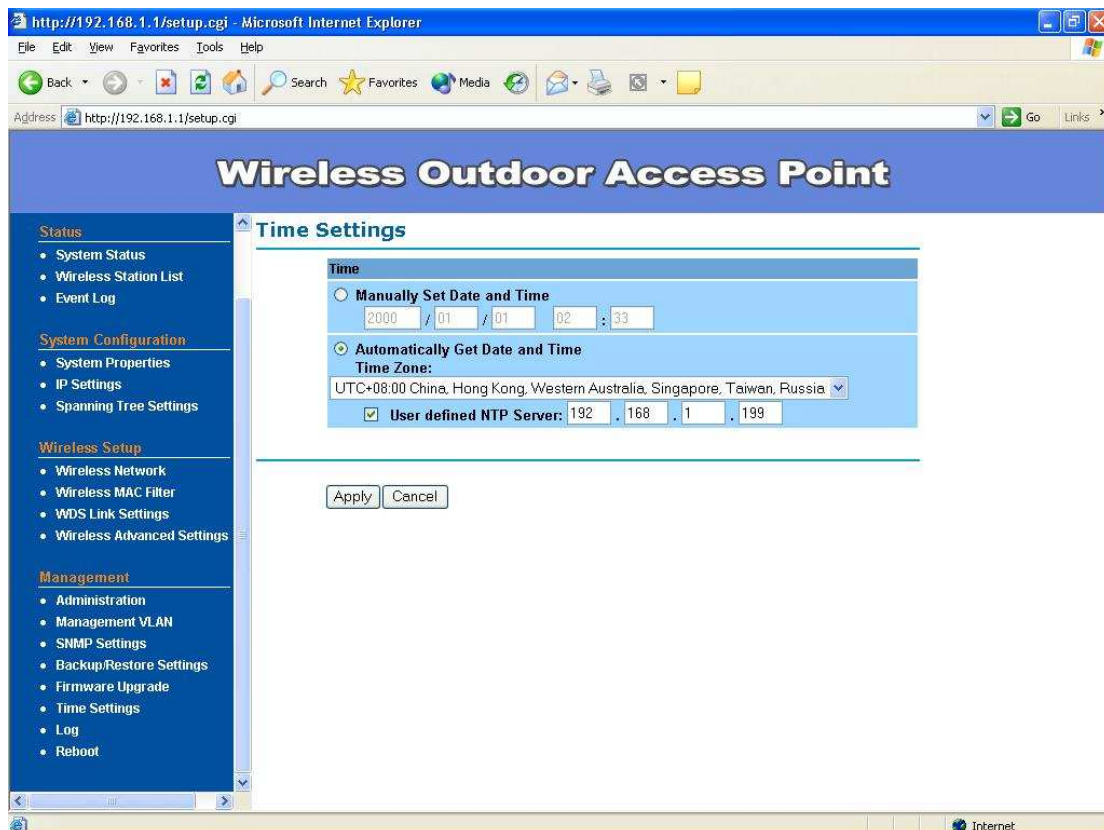 http://192.168.1.1/setup.cgi - Microsoft Internet Explorer
File Edit View Favorites Tools Help
Back Search Favorites Media
Address http://192.168.1.1/setup.cgi Go Links
Wireless Outdoor Access Point
Status
System Status
Wireless Station List
Event Log
System Configuration
System Properties
IP Settings
Spanning Tree Settings
Wireless Setup
Wireless Network
Wireless MAC Filter
WDS Link Settings
Wireless Advanced Settings
Management
Administration
Management VLAN
SNMP Settings
Backup/Restore Settings
Firmware Upgrade
Time Settings
Log
Reboot
Time Settings
Time
Manually Set Date and Time
2000 / 01 / 01 02 : 33
Automatically Get Date and Time
Time Zone:
UTC+08:00 China, Hong Kong, Western Australia, Singapore, Taiwan, Russia
User defined NTP Server: 192 . 168 . 1 . 199
Apply Cancel
Internet